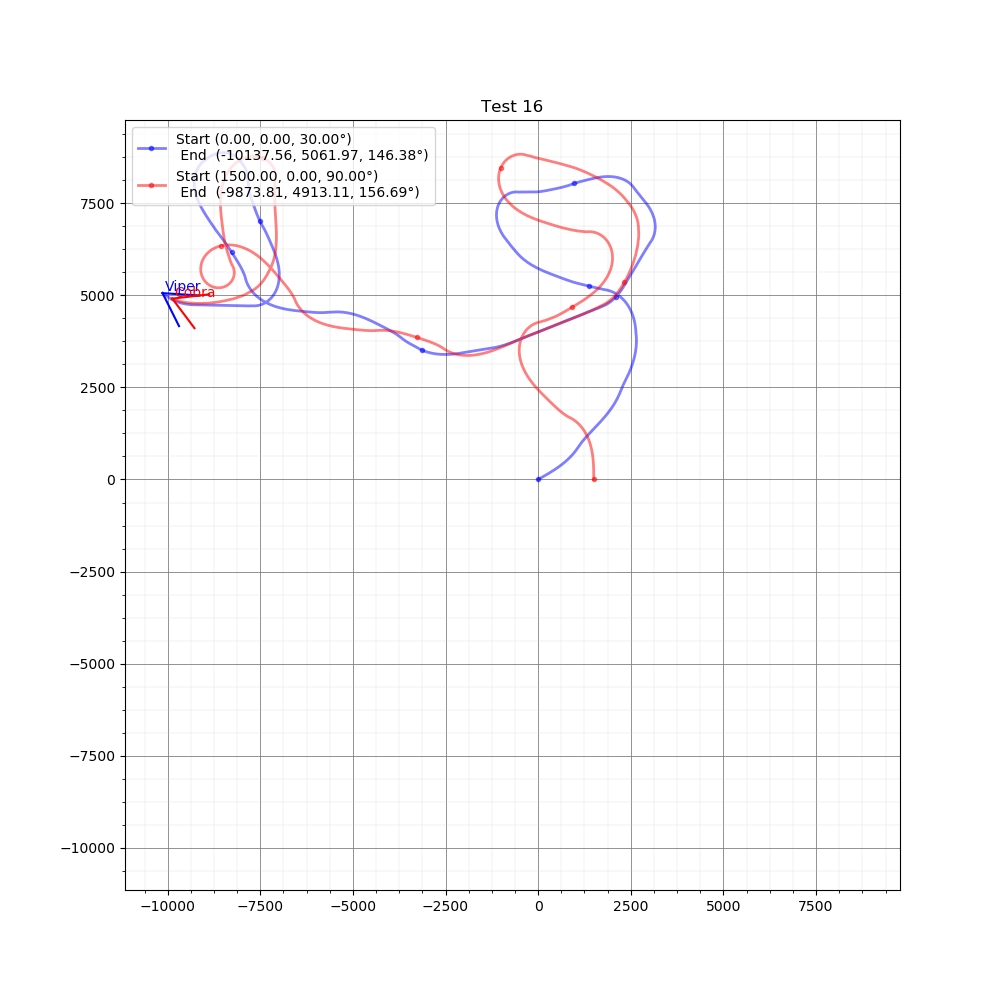 Test 16
Start (0.00, 0.00, 30.00°)
End (-10137.56, 5061.97, 146.38°)
Start (1500.00, 0.00, 90.00°)
End (-9873.81, 4913.11, 156.69°)
7500
5000
2500
0
−2500
−5000
−7500
−10000
Viper
Cobra
−10000 −7500 −5000 −2500 0 2500 5000 7500